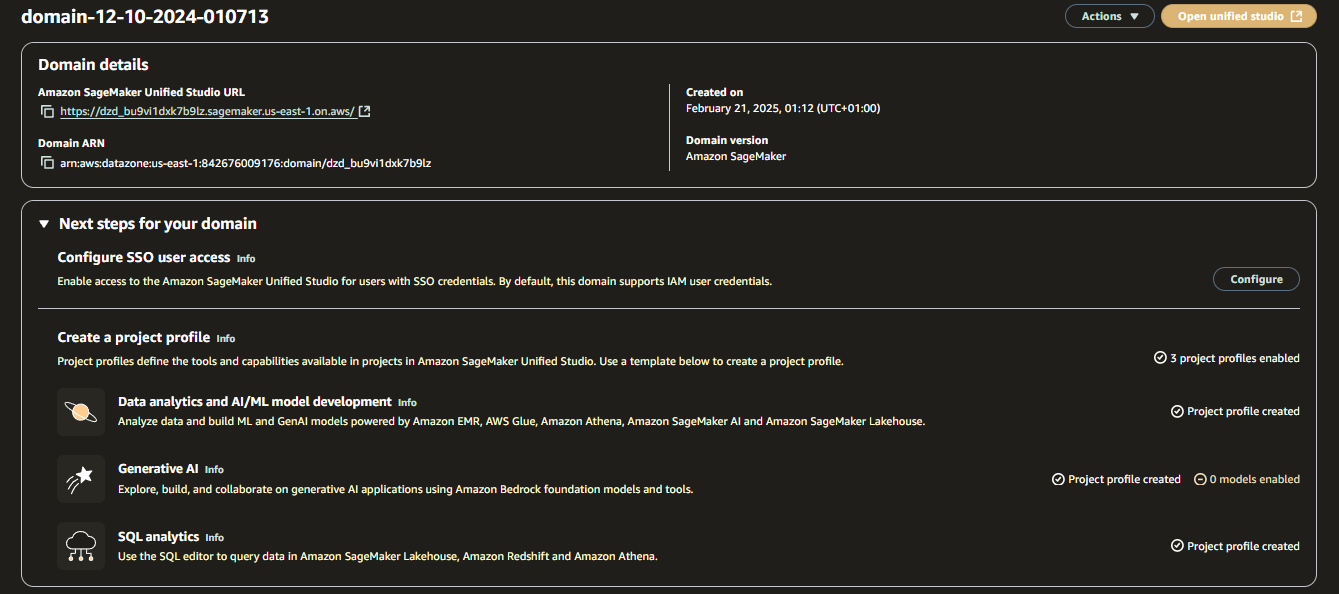 domain-12-10-2024-010713
Actions
Open unified studio
Domain details
Amazon SageMaker Unified Studio URL
https://dzd_bu9vi1dxk7b9lz.sagemaker.us-east-1.on.aws/
Domain ARN
arn:aws:datazone:us-east-1:842676009176:domain/dzd_bu9vi1dxk7b9lz
Created on
February 21, 2025, 01:12 (UTC+01:00)
Domain version
Amazon SageMaker
Next steps for your domain
Configure SSO user access Info
Enable access to the Amazon SageMaker Unified Studio for users with SSO credentials. By default, this domain supports IAM user credentials.
Configure
Create a project profile Info
Project profiles define the tools and capabilities available in projects in Amazon SageMaker Unified Studio. Use a template below to create a project profile.
3 project profiles enabled
Data analytics and AI/ML model development Info
Analyze data and build ML and GenAI models powered by Amazon EMR, AWS Glue, Amazon Athena, Amazon SageMaker AI and Amazon SageMaker Lakehouse.
Project profile created
Generative AI Info
Explore, build, and collaborate on generative AI applications using Amazon Bedrock foundation models and tools.
Project profile created
0 models enabled
SQL analytics Info
Use the SQL editor to query data in Amazon SageMaker Lakehouse, Amazon Redshift and Amazon Athena.
Project profile created